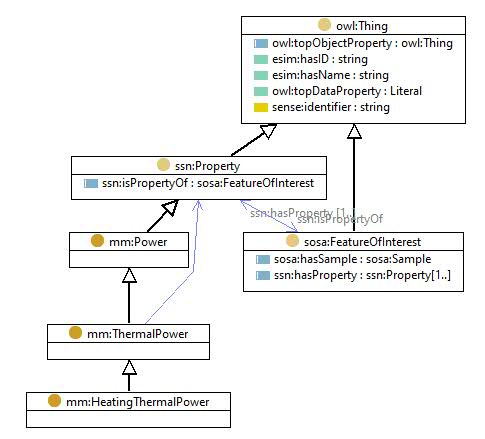 owl:Thing
owl:topObjectProperty : owl:Thing
esim:hasID : string
esim:hasName : string
owl:topDataProperty : Literal
sense:identifier : string
ssn:Property
ssn:isPropertyOf : sosa:FeatureOfInterest
ssn:hasProperty [1..
ssn:isPropertyOf
mm:Power
sosa:FeatureOfInterest
sosa:hasSample : sosa:Sample
ssn:hasProperty : ssn:Property[1..]
mm:ThermalPower
mm:HeatingThermalPower